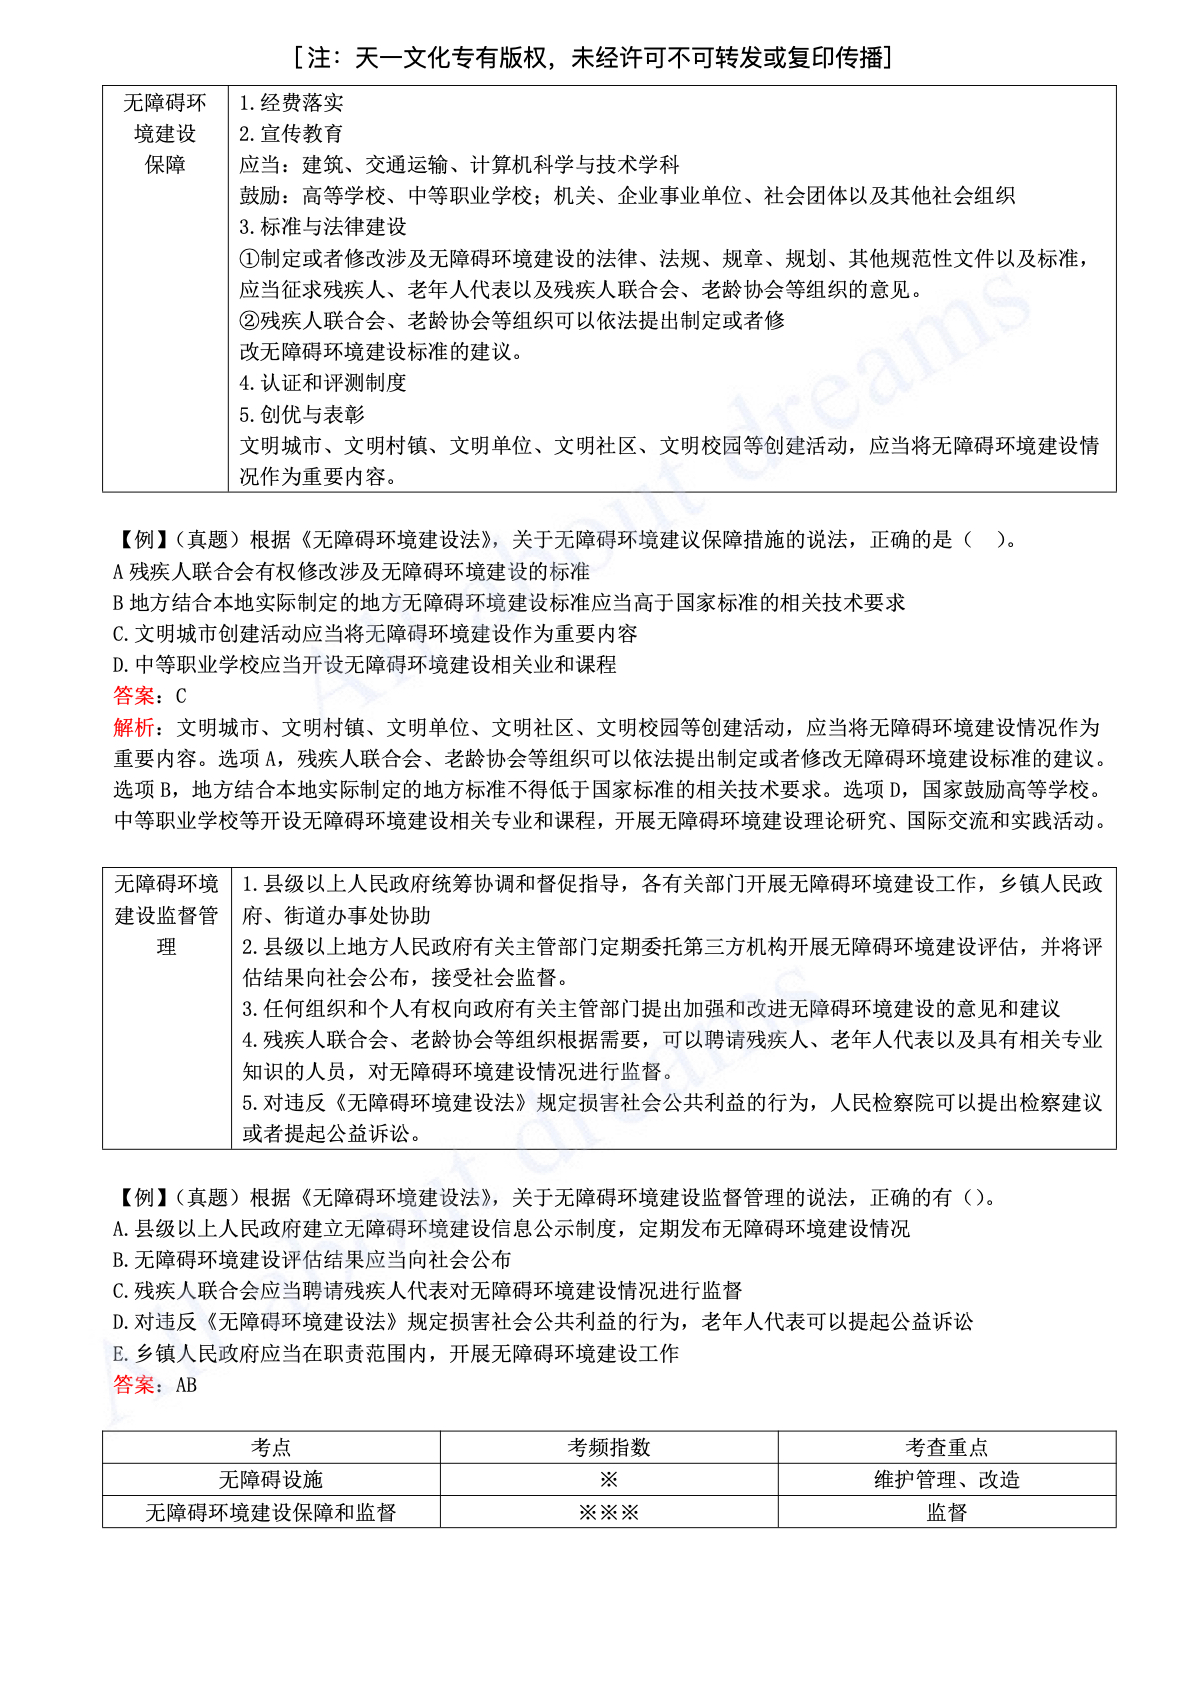 [注：天一文化专有版权，未经许可不可转发或复印传播]
无障碍环
境建设
保障
1.经费落实
2.宣传教育
应当：建筑、交通运输、计算机科学与技术学科
鼓励：高等学校、中等职业学校；机关、企业事业单位、社会团体以及其他社会组织
3.标准与法律建设
①制定或者修改涉及无障碍环境建设的法律、法规、规章、规划、其他规范性文件以及标准，
应当征求残疾人、老年人代表以及残疾人联合会、老龄协会等组织的意见。
②残疾人联合会、老龄协会等组织可以依法提出制定或者修
改无障碍环境建设标准的建议。
4.认证和评测制度
5.创优与表彰
文明城市、文明村镇、文明单位、文明社区、文明校园等创建活动，应当将无障碍环境建设情
况作为重要内容。
【例】（真题）根据《无障碍环境建设法》，关于无障碍环境建议保障措施的说法，正确的是（ ）。
A 残疾人联合会有权修改涉及无障碍环境建设的标准
B 地方结合本地实际制定的地方无障碍环境建设标准应当高于国家标准的相关技术要求
C.文明城市创建活动应当将无障碍环境建设作为重要内容
D.中等职业学校应当开设无障碍环境建设相关业和课程
答案：C
解析：文明城市、文明村镇、文明单位、文明社区、文明校园等创建活动，应当将无障碍环境建设情况作为
重要内容。选项 A，残疾人联合会、老龄协会等组织可以依法提出制定或者修改无障碍环境建设标准的建议。
选项 B，地方结合本地实际制定的地方标准不得低于国家标准的相关技术要求。选项 D，国家鼓励高等学校。
中等职业学校等开设无障碍环境建设相关专业和课程，开展无障碍环境建设理论研究、国际交流和实践活动。
无障碍环境
建设监督管
理
1.县级以上人民政府统筹协调和督促指导，各有关部门开展无障碍环境建设工作，乡镇人民政
府、街道办事处协助
2.县级以上地方人民政府有关主管部门定期委托第三方机构开展无障碍环境建设评估，并将评
估结果向社会公布，接受社会监督。
3.任何组织和个人有权向政府有关主管部门提出加强和改进无障碍环境建设的意见和建议
4.残疾人联合会、老龄协会等组织根据需要，可以聘请残疾人、老年人代表以及具有相关专业
知识的人员，对无障碍环境建设情况进行监督。
5.对违反《无障碍环境建设法》规定损害社会公共利益的行为，人民检察院可以提出检察建议
或者提起公益诉讼。
【例】（真题）根据《无障碍环境建设法》，关于无障碍环境建设监督管理的说法，正确的有（）。
A.县级以上人民政府建立无障碍环境建设信息公示制度，定期发布无障碍环境建设情况
B.无障碍环境建设评估结果应当向社会公布
C.残疾人联合会应当聘请残疾人代表对无障碍环境建设情况进行监督
D.对违反《无障碍环境建设法》规定损害社会公共利益的行为，老年人代表可以提起公益诉讼
E.乡镇人民政府应当在职责范围内，开展无障碍环境建设工作
答案：AB
考点 考频指数 考查重点
无障碍设施 ※ 维护管理、改造
无障碍环境建设保障和监督 ※※※ 监督
All about dreams
All about dreams